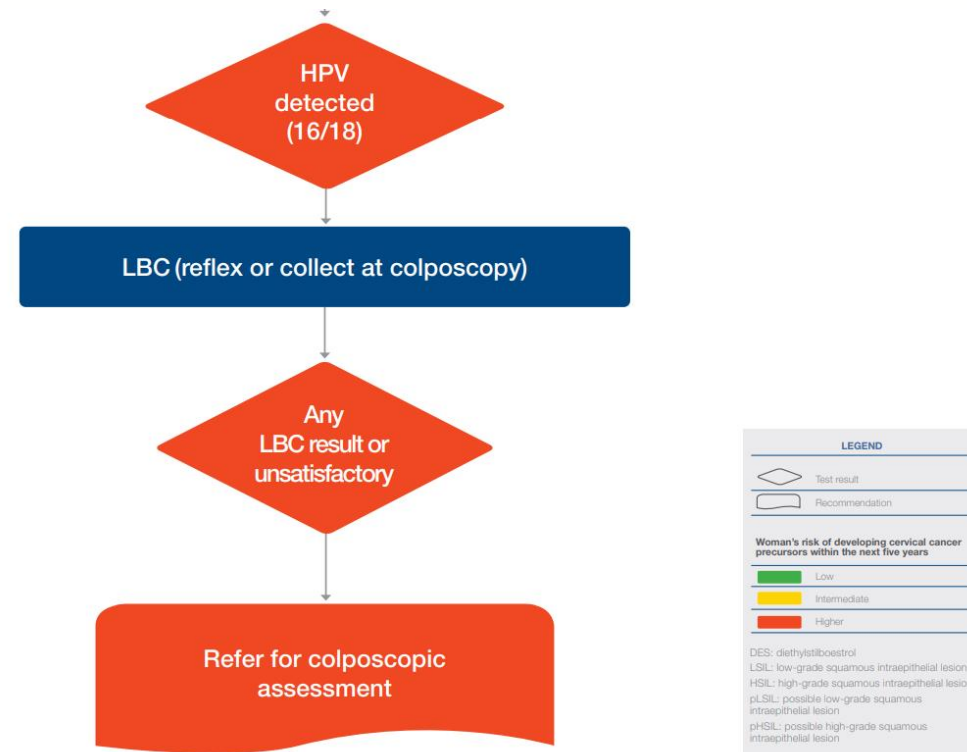 HPV
detected
(16/18)
LBC (reflex or collect at colposcopy)
Any
LBC result or
unsatisfactory
Refer for colposcopic
assessment
LEGEND
Test result
Recommendation
Woman's risk of developing cervical cancer
precursors within the next five years
Low
Intermediate
Higher
DES: diethylstilboestrol
LSIL: low-grade squamous intraepithelial lesion
HSIL: high-grade squamous intraepithelial lesio
pLSIL: possible low-grade squamous
intraepithelial lesion
pHSIL: possible high-grade squamous
intraepithelial lesion